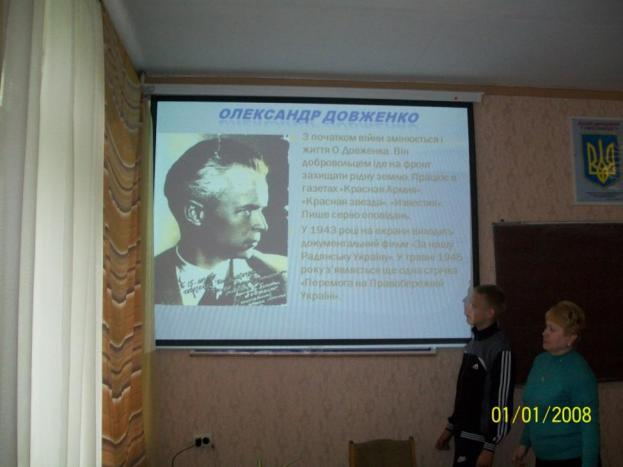 ОЛЕКСАНДР ДОВЖЕНКО
З початком війни змінюється і
життя О.Довженка. Він
добровольцем іде на фронт
захищати рідну землю. Працює в
газетах «Красная Армия»,
«Красная звезда», «Известия».
Пише серію оповідань.
У 1943 році на екрани виходить
документальний фільм «За нашу
Радянську Україну». У травні 1945
року з'являється ще одна стрічка
«Перемога на Правобережній
Україні».
01/01/2008